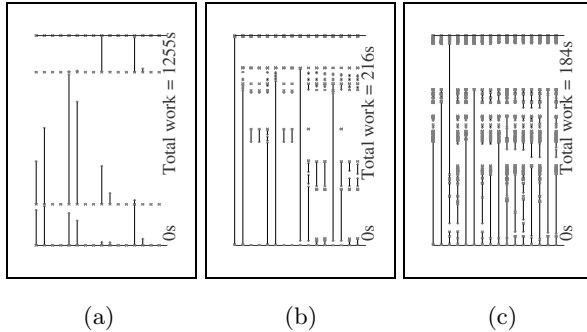 Total work = 1255s
0s
Total work = 216s
0s
Total work = 184s
0s
(a)
(b)
(c)